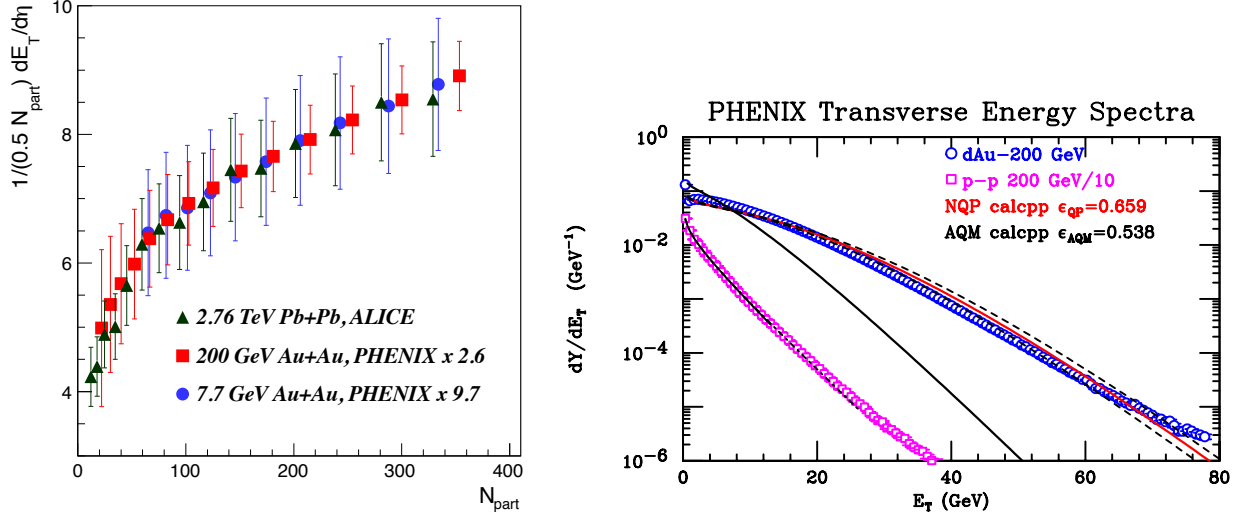 1/(0.5 N_part) dE_T/dη
10
8
6
4
0
100
200
300
400
N_part
2.76 TeV Pb+Pb, ALICE
200 GeV Au+Au, PHENIX x 2.6
7.7 GeV Au+Au, PHENIX x 9.7
PHENIX Transverse Energy Spectra
dY/dE_T (GeV⁻¹)
10⁰
10⁻²
10⁻⁴
10⁻⁶
0
20
40
60
80
E_T (GeV)
dAu−200 GeV
p−p 200 GeV/10
NQP calcpp ϵ_QP=0.659
AQM calcpp ϵ_AQM=0.538